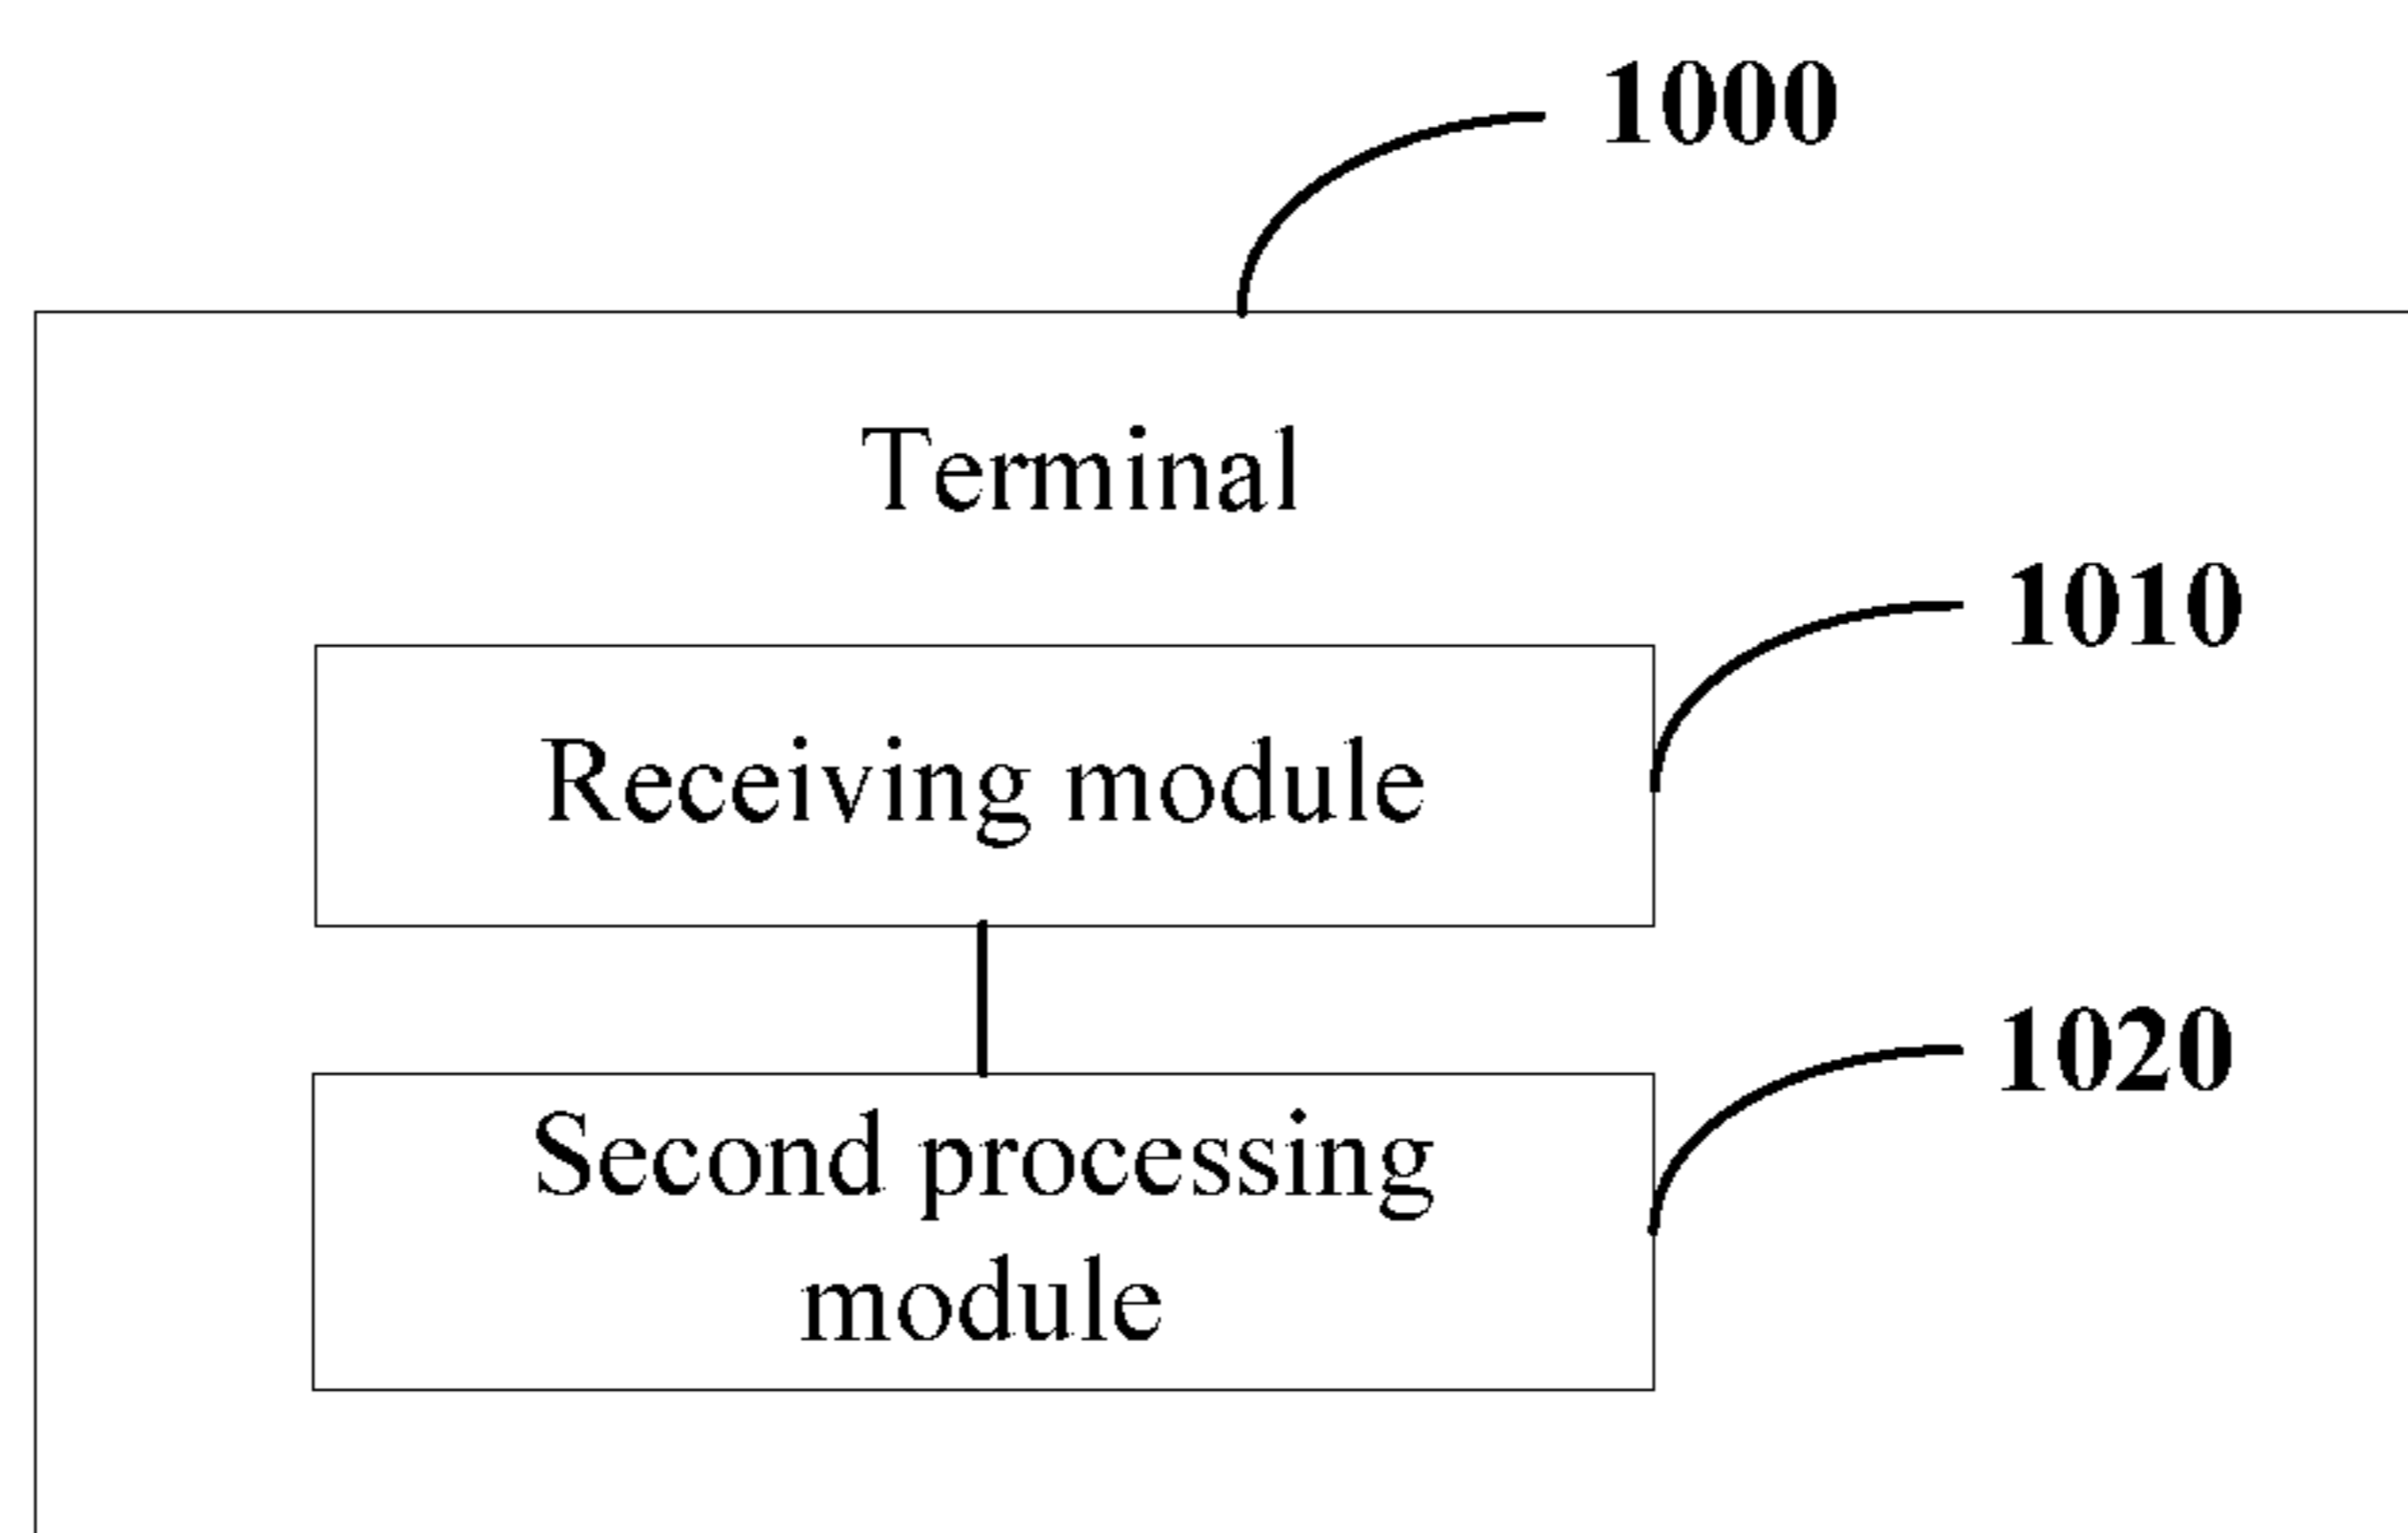 1000
Terminal
1010
Receiving module
1020
Second processing
module